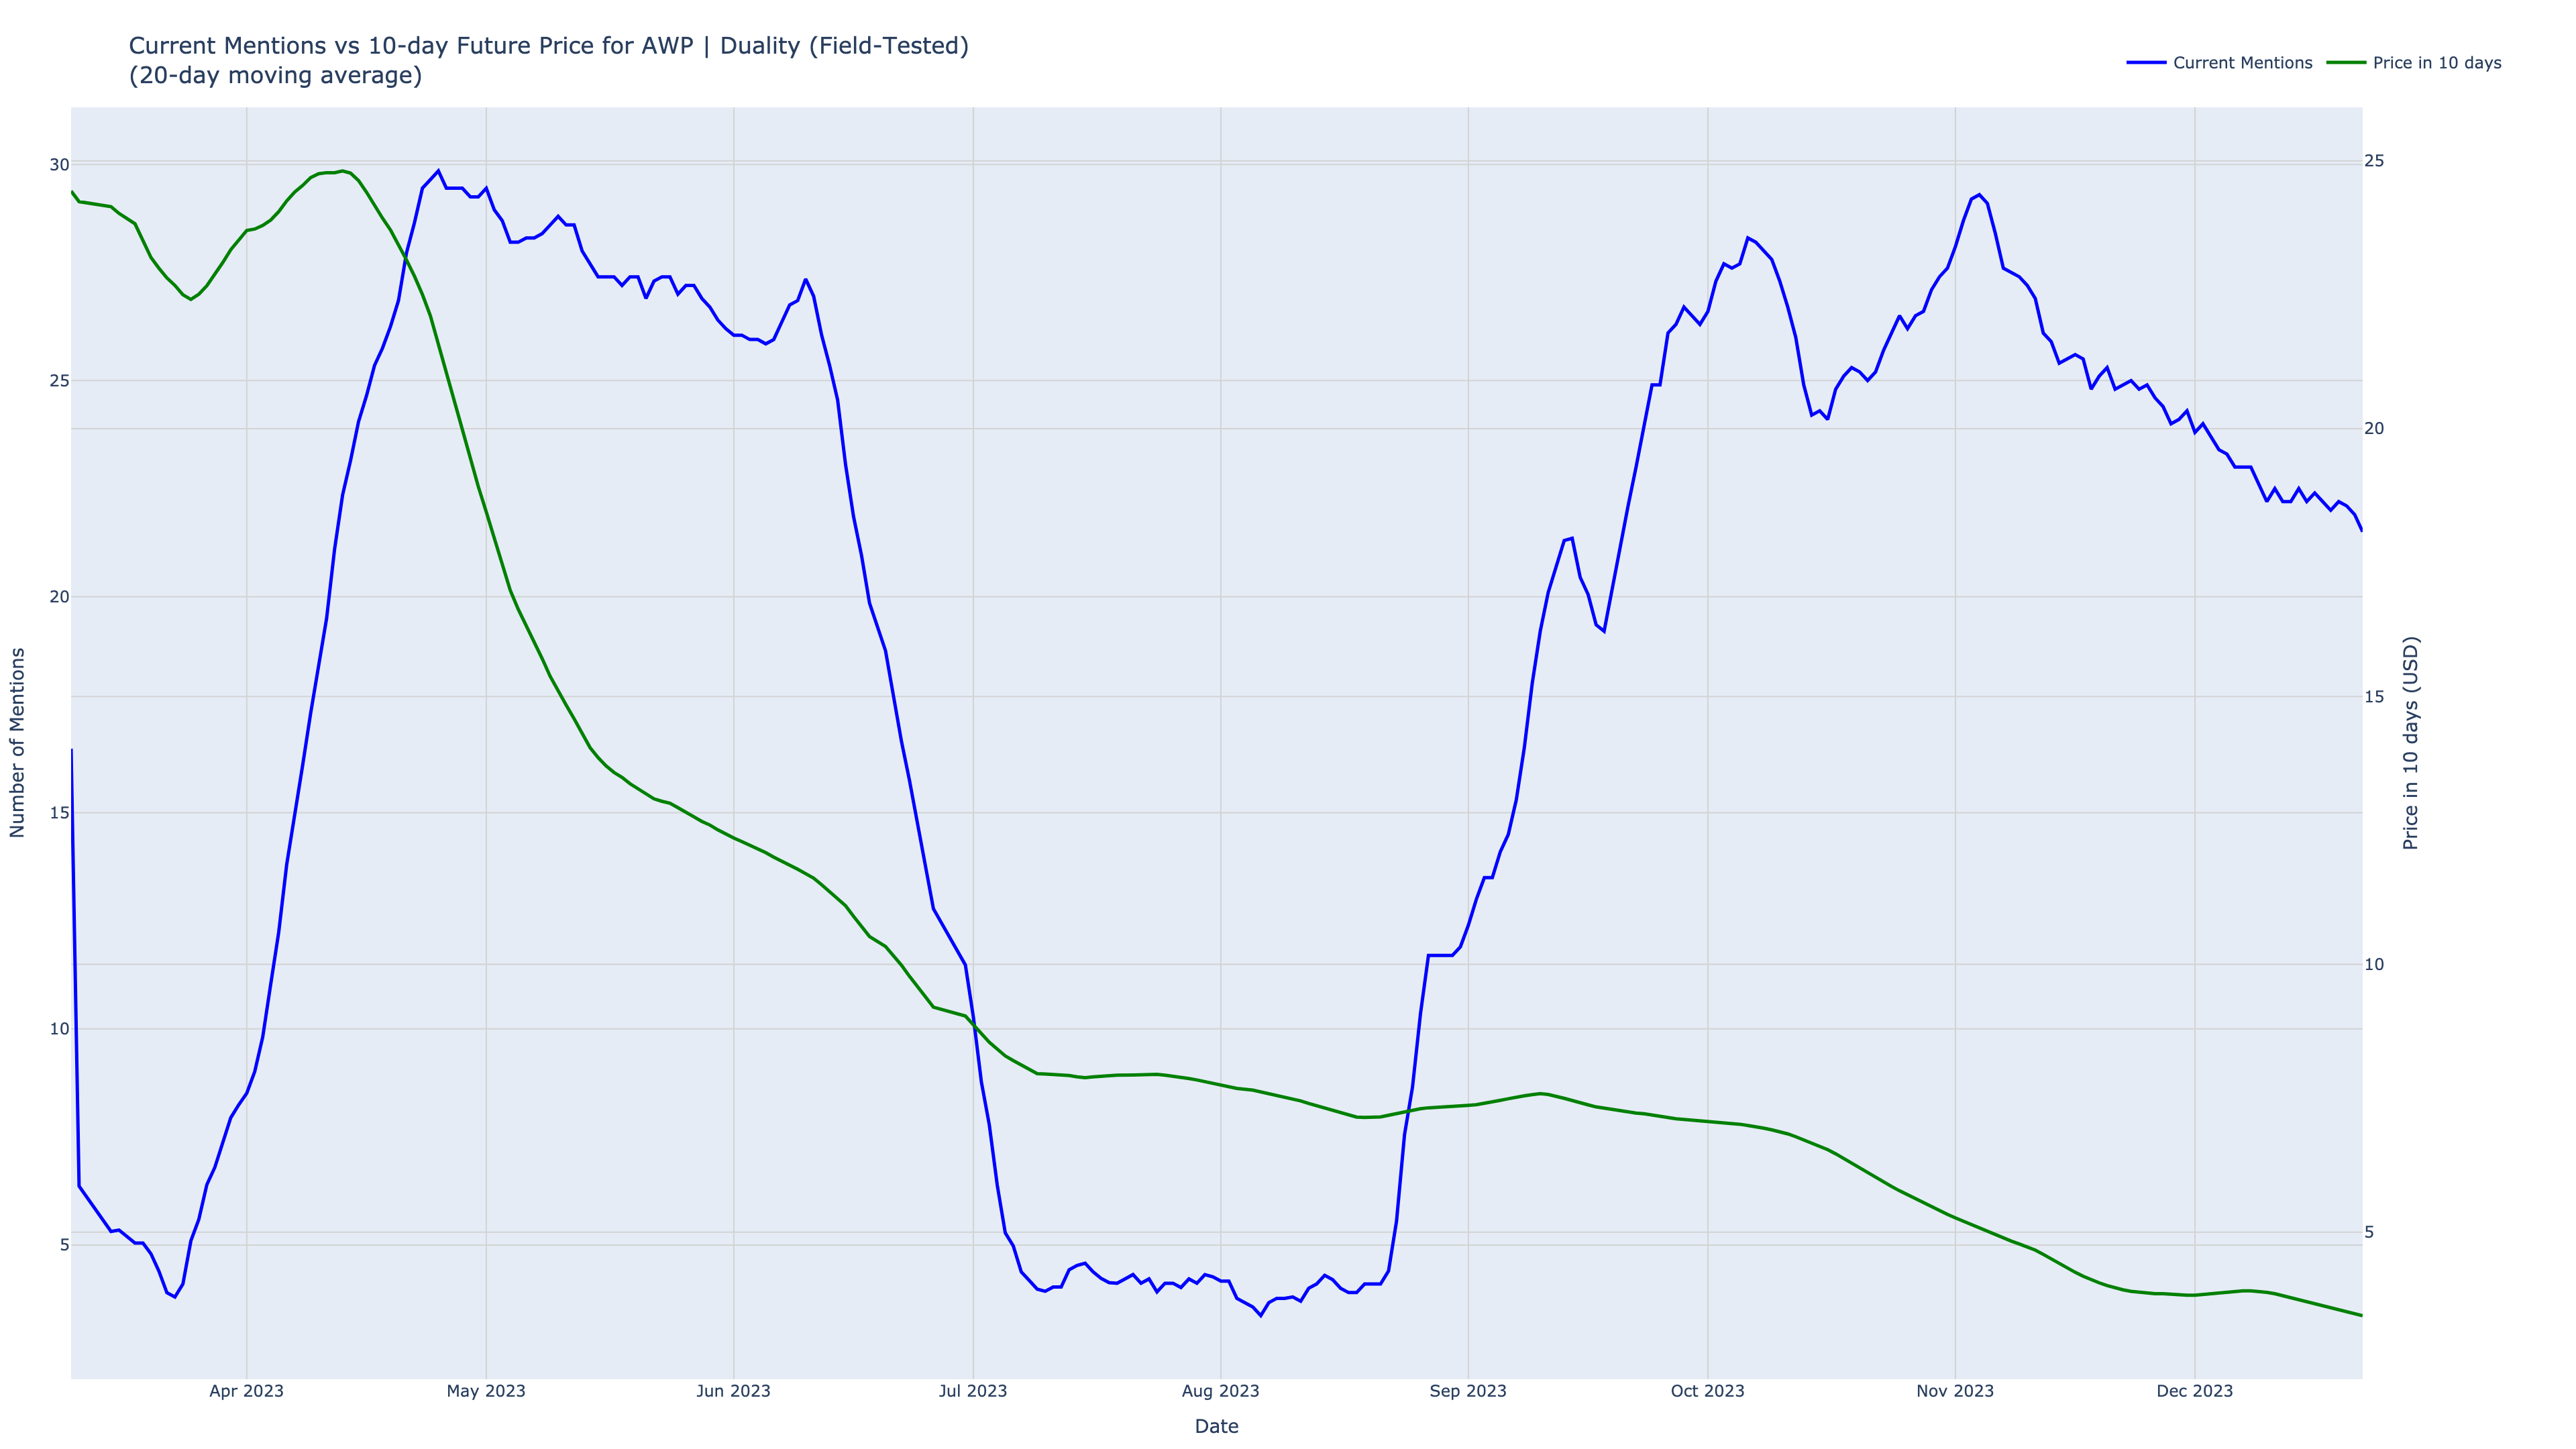 Current Mentions vs 10-day Future Price for AWP | Duality (Field-Tested)
(20-day moving average)
Current Mentions
Price in 10 days
30
25
20
15
10
5
Number of Mentions
25
20
15
10
5
Price in 10 days (USD)
Apr 2023
May 2023
Jun 2023
Jul 2023
Aug 2023
Sep 2023
Oct 2023
Nov 2023
Dec 2023
Date